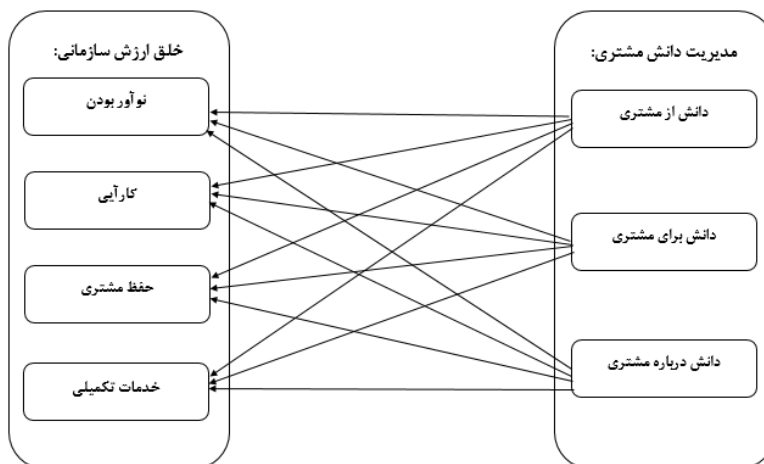 مدیریت دانش مشتری:
دانش از مشتری
دانش برای مشتری
دانش درباره مشتری
خلق ارزش سازمانی:
نوآور بودن
کارآیی
حفظ مشتری
خدمات تکمیلی